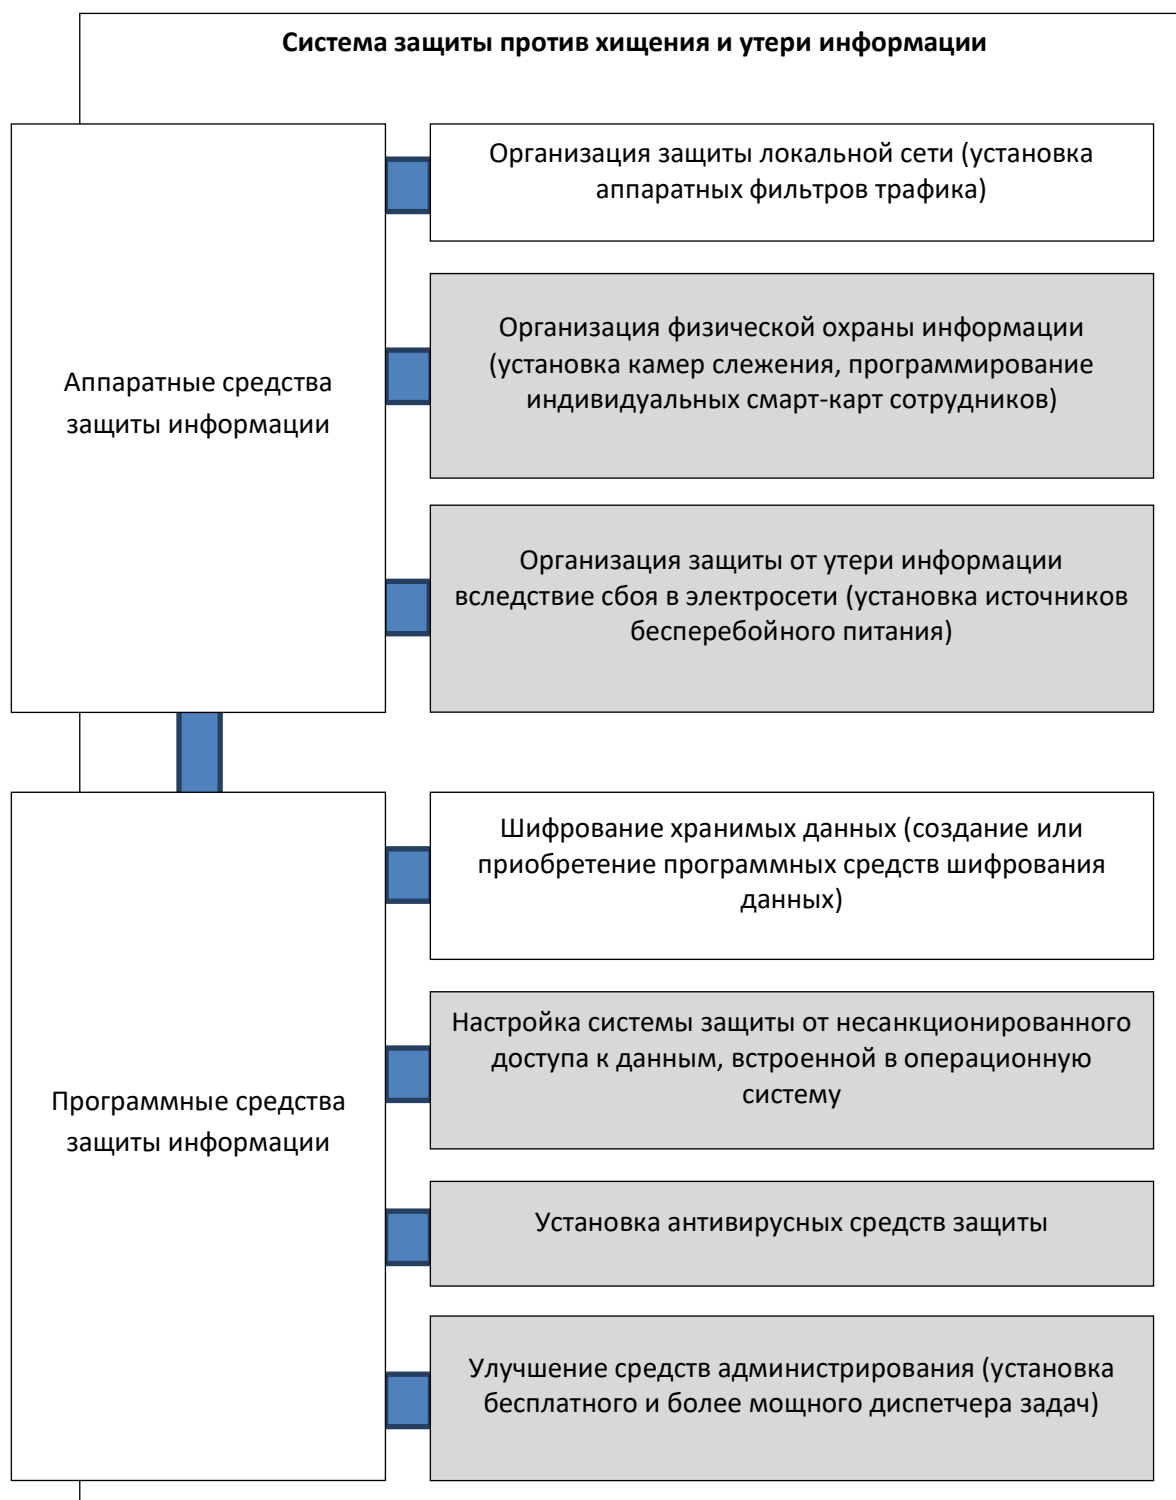 Система защиты против хищения и утери информации
Аппаратные средства
защиты информации
Организация защиты локальной сети (установка
аппаратных фильтров трафика)
Организация физической охраны информации
(установка камер слежения, программирование
индивидуальных смарт-карт сотрудников)
Организация защиты от утери информации
вследствие сбоя в электросети (установка источников
бесперебойного питания)
Программные средства
защиты информации
Шифрование хранимых данных (создание или
приобретение программных средств шифрования
данных)
Настройка системы защиты от несанкционированного
доступа к данным, встроенной в операционную
систему
Установка антивирусных средств защиты
Улучшение средств администрирования (установка
бесплатного и более мощного диспетчера задач)